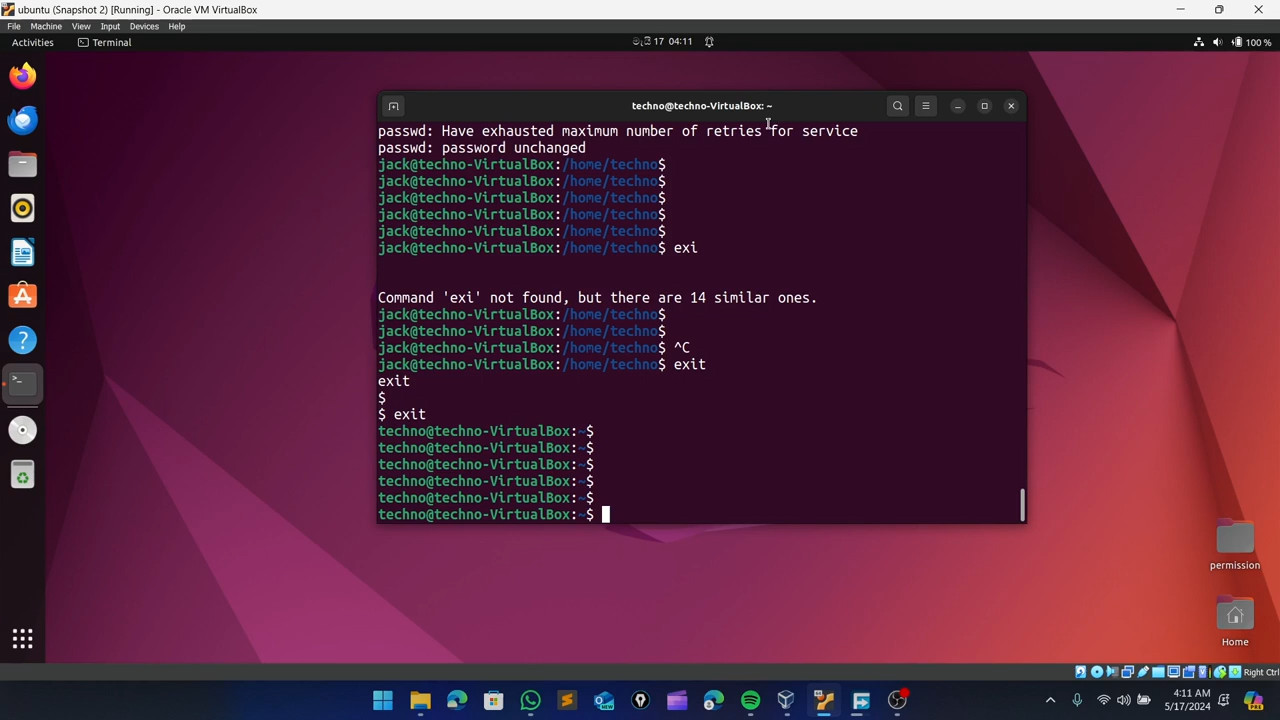 ubuntu (Snapshot 2) [Running] - Oracle VM VirtualBox
File Machine View Input Devices Help
Activities Terminal මැයි 17 04:11 100 %
techno@techno-VirtualBox: ~
passwd: Have exhausted maximum number of retries for service
passwd: password unchanged
jack@techno-VirtualBox:/home/techno$
jack@techno-VirtualBox:/home/techno$
jack@techno-VirtualBox:/home/techno$
jack@techno-VirtualBox:/home/techno$
jack@techno-VirtualBox:/home/techno$
jack@techno-VirtualBox:/home/techno$ exi
Command 'exi' not found, but there are 14 similar ones.
jack@techno-VirtualBox:/home/techno$
jack@techno-VirtualBox:/home/techno$
jack@techno-VirtualBox:/home/techno$ ^C
jack@techno-VirtualBox:/home/techno$ exit
exit
$
$ exit
techno@techno-VirtualBox:~$
techno@techno-VirtualBox:~$
techno@techno-VirtualBox:~$
techno@techno-VirtualBox:~$
techno@techno-VirtualBox:~$
techno@techno-VirtualBox:~$
permission
Home
Right Ctrl
4:11 AM
5/17/2024